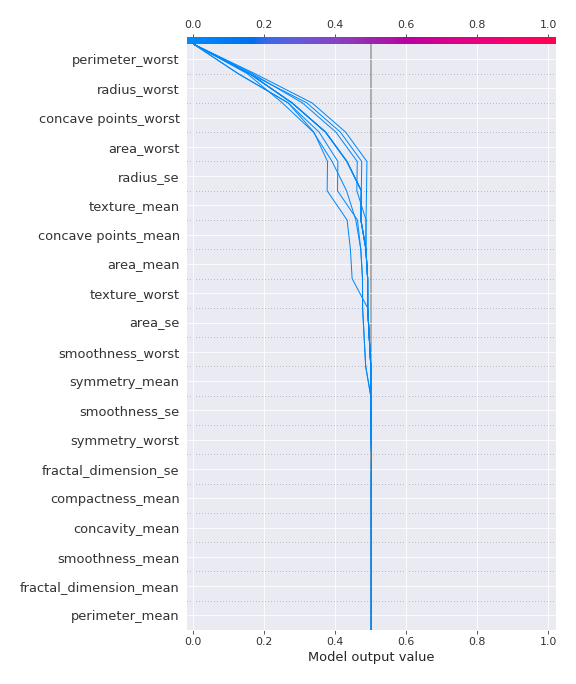 0.0 0.2 0.4 0.6 0.8 1.0
perimeter_worst
radius_worst
concave points_worst
area_worst
radius_se
texture_mean
concave points_mean
area_mean
texture_worst
area_se
smoothness_worst
symmetry_mean
smoothness_se
symmetry_worst
fractal_dimension_se
compactness_mean
concavity_mean
smoothness_mean
fractal_dimension_mean
perimeter_mean
0.0 0.2 0.4 0.6 0.8 1.0
Model output value